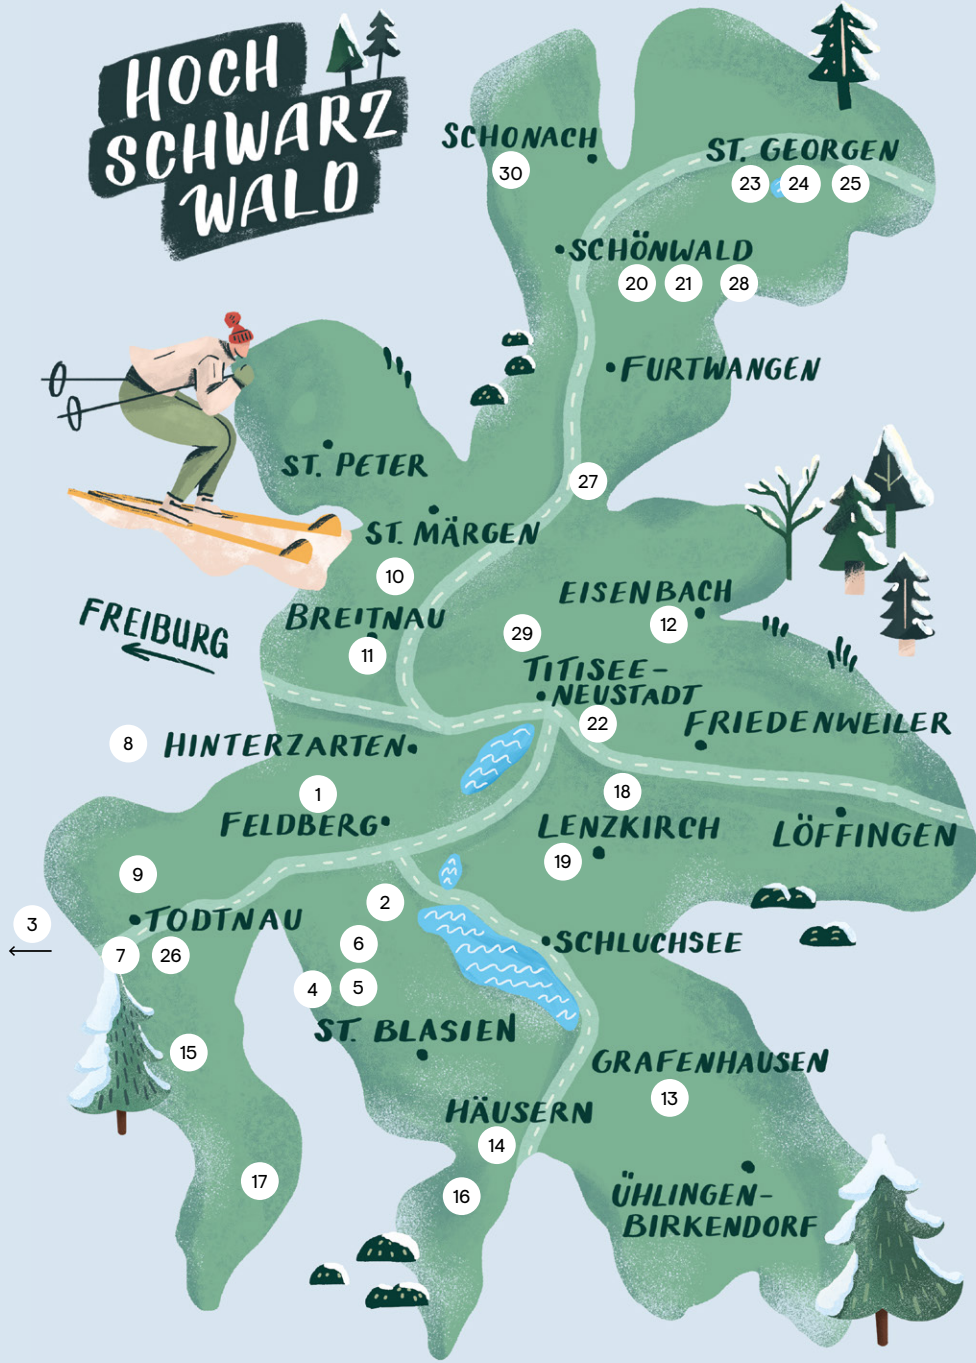 HOCH
SCHWARZ
WALD
SCHONACH
30
ST. GEORGEN
23 24 25
SCHÖNWALD
20 21 28
FURTWANGEN
ST. PETER
27
ST. MÄRGEN
10
EISENBACH
12
BREITNAU
11
29
FREIBURG
TITISEE-
NEUSTADT
22
FRIEDENWEILER
8
HINTERZARTEN
1
18
FELDBERG
LENZKIRCH
19
LÖFFINGEN
9
2
3
TODTNAU
7 26
6
SCHLUCHSEE
4 5
ST. BLASIEN
15
GRAFENHAUSEN
13
HÄUSERN
14
17
16
ÜHLINGEN-
BIRKENDORF